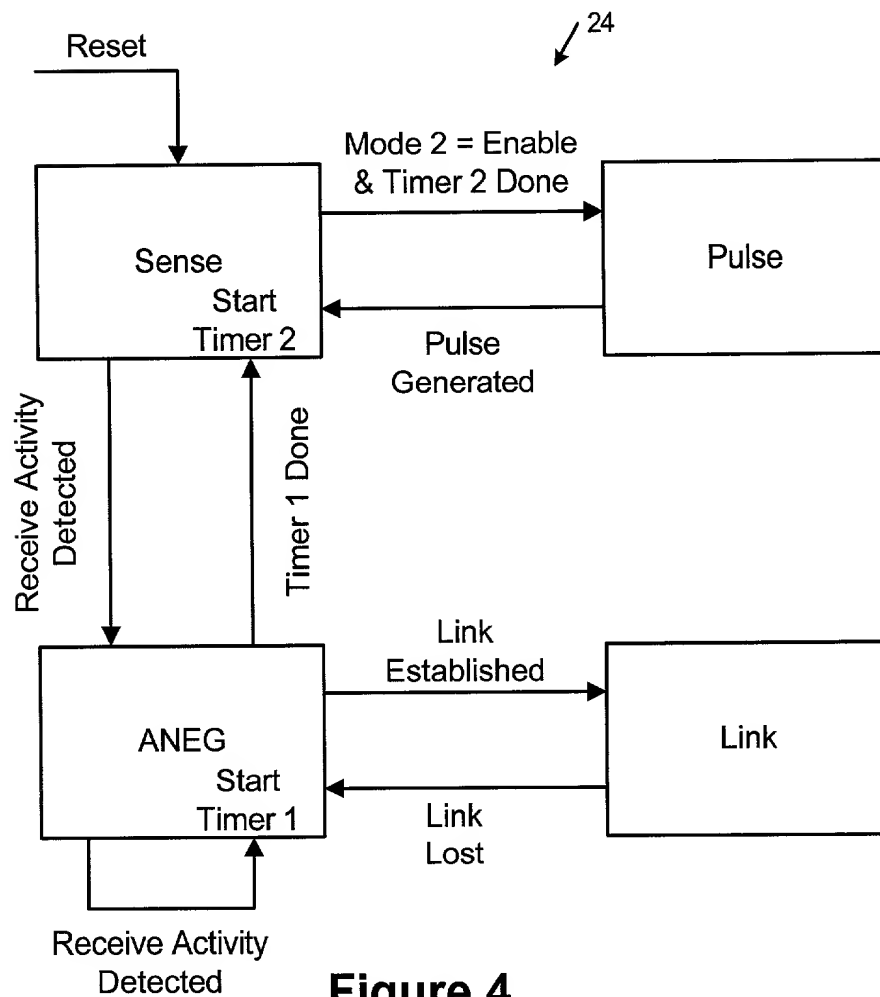 24
Reset
Mode 2 = Enable
& Timer 2 Done
Sense
Start
Timer 2
Pulse
Pulse
Generated
Receive Activity
Detected
Timer 1 Done
Link
Established
ANEG
Start
Timer 1
Link
Link
Lost
Receive Activity
Detected
Figure 4